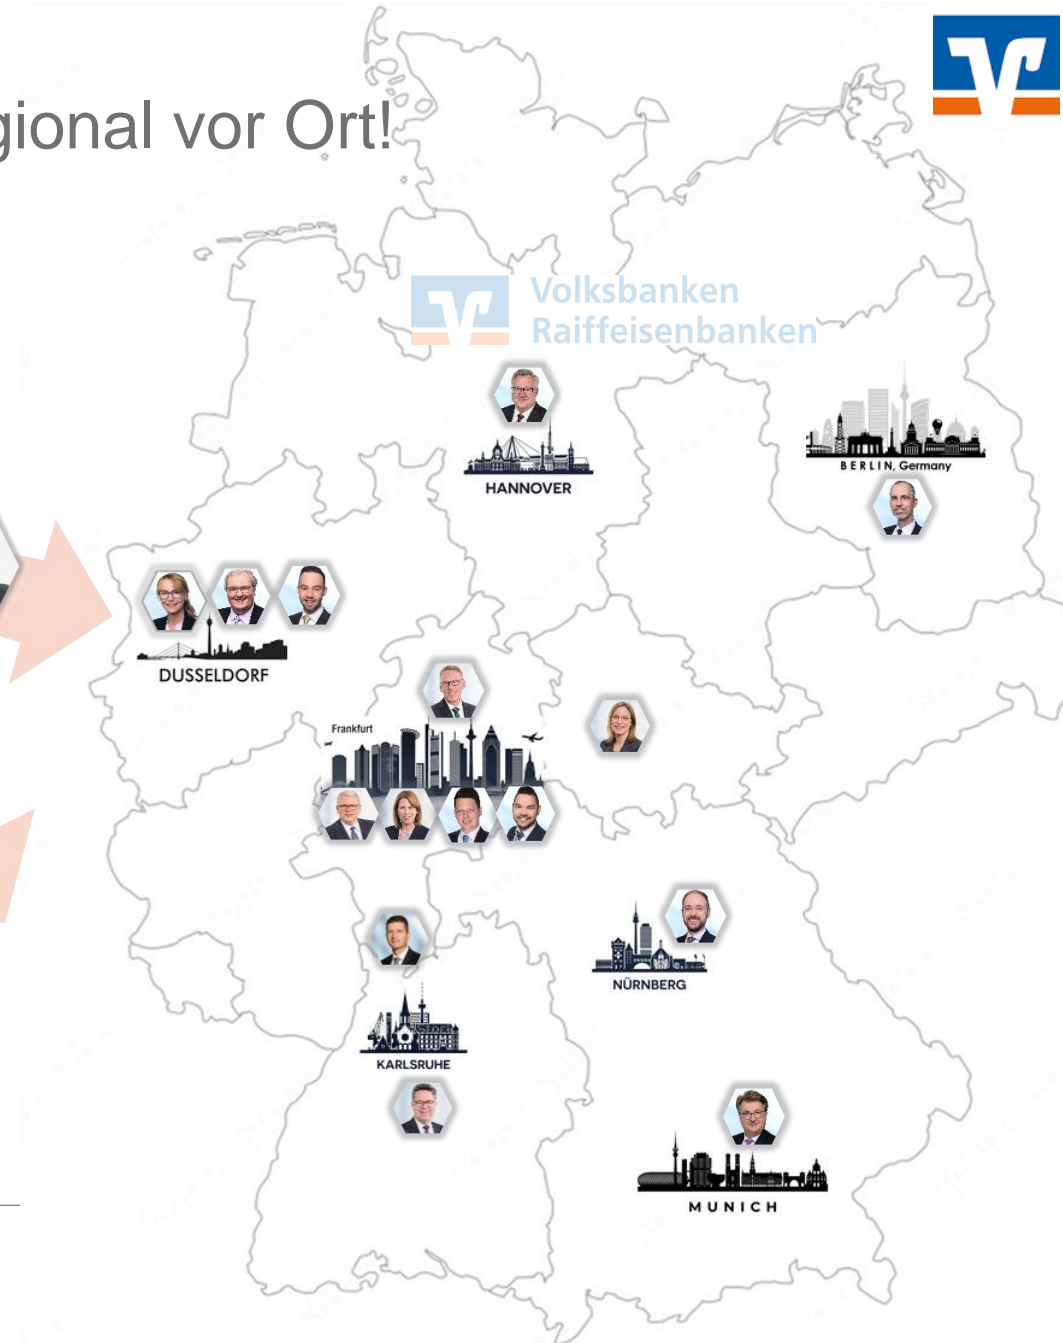 gional vor Ort!
Volksbanken
Raiffeisenbanken
HANNOVER
BERLIN, Germany
DUSSELDORF
Frankfurt
NÜRNBERG
KARLSRUHE
MUNICH